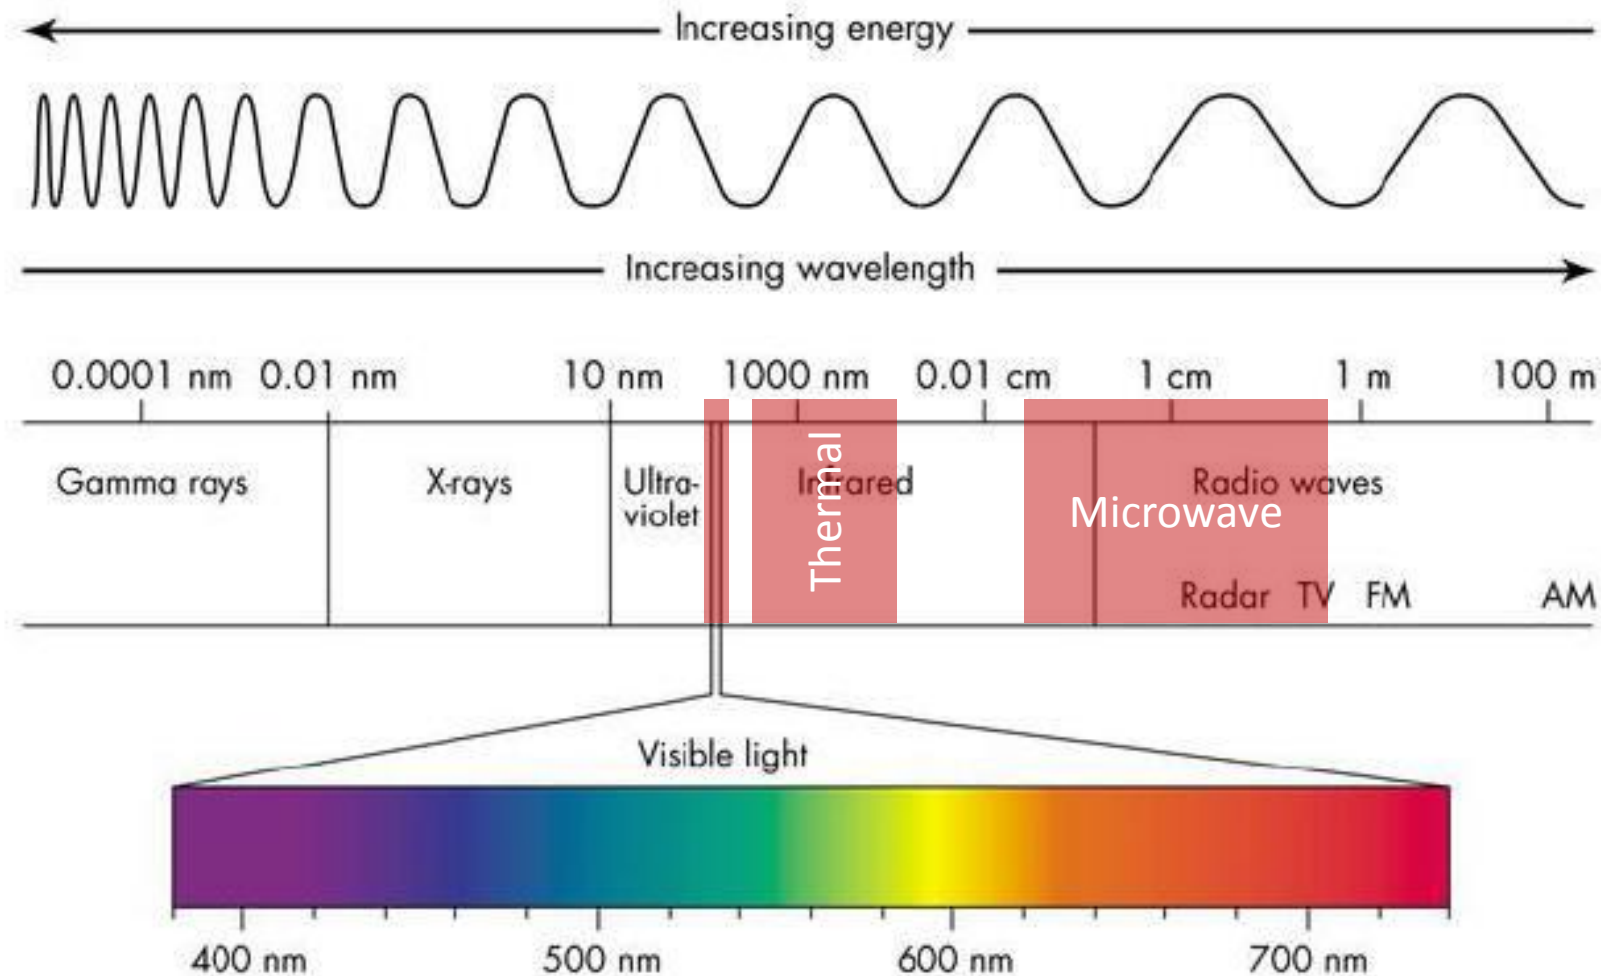 Increasing energy
Increasing wavelength
0.0001 nm 0.01 nm 10 nm 1000 nm 0.01 cm 1 cm 1 m 100 m
Gamma rays X-rays Ultra-
violet Infrared Radio waves
Thermal
Microwave
Radar TV FM AM
Visible light
400 nm 500 nm 600 nm 700 nm